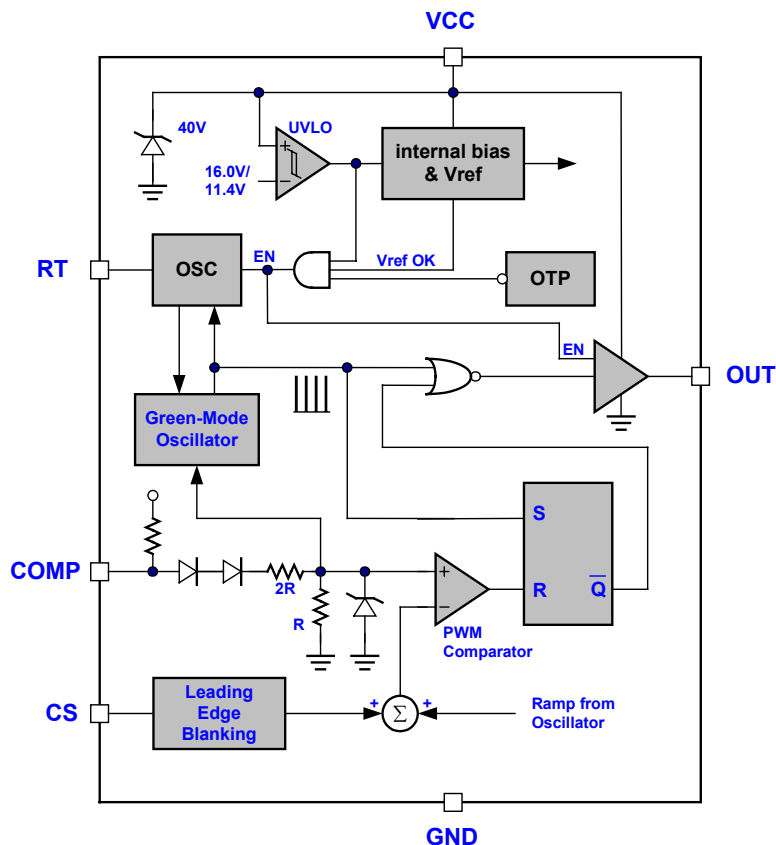 VCC
40V
UVLO
+
−
16.0V/
11.4V
internal bias
& Vref
RT
OSC
EN
Vref OK
OTP
EN
OUT
Green-Mode
Oscillator
COMP
2R
R
+
−
PWM
Comparator
S
R
Q̅
CS
Leading
Edge
Blanking
+
Σ
+
Ramp from
Oscillator
GND